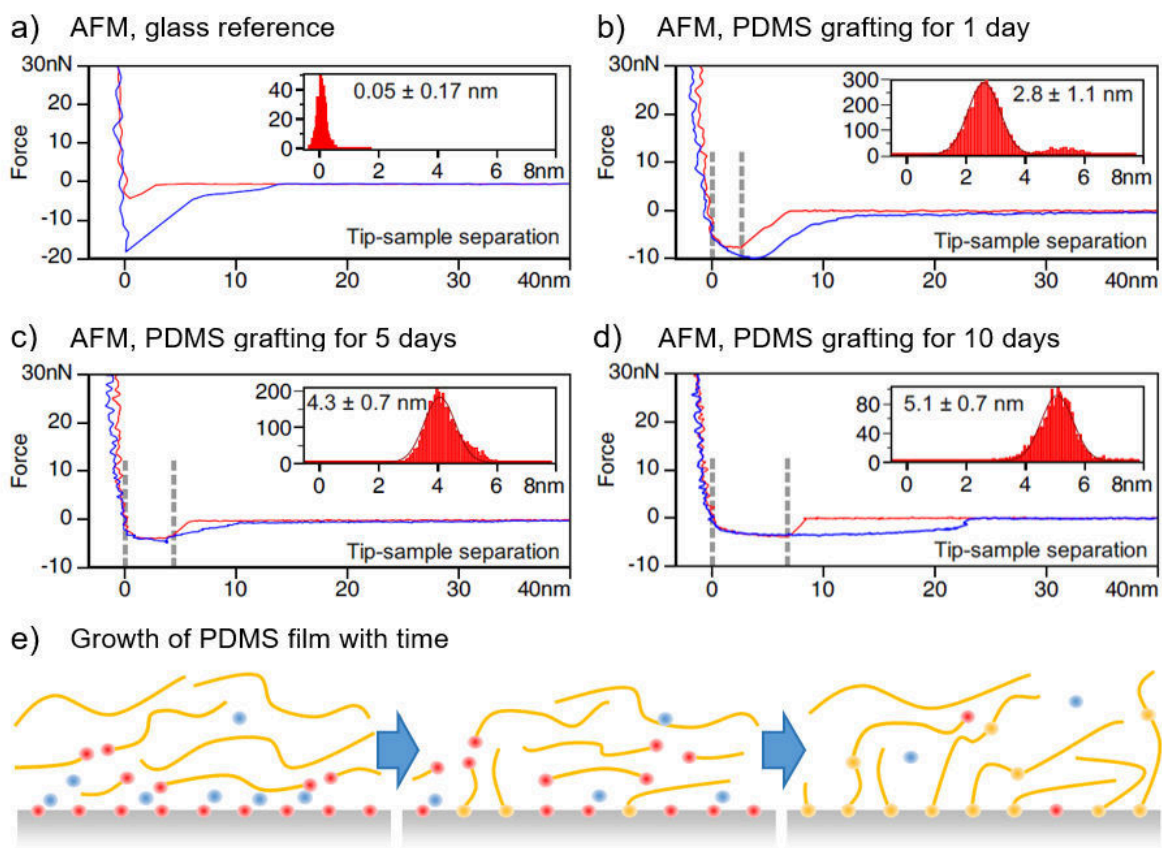 a) AFM, glass reference
30nN
20
10
0
-10
-20
Force
40
20
0
0.05 ± 0.17 nm
0 2 4 6 8nm
Tip-sample separation
0 10 20 30 40nm
b) AFM, PDMS grafting for 1 day
30nN
20
10
0
-10
Force
300
150
0
2.8 ± 1.1 nm
0 2 4 6 8nm
Tip-sample separation
0 10 20 30 40nm
c) AFM, PDMS grafting for 5 days
30nN
20
10
0
-10
Force
200
100
0
4.3 ± 0.7 nm
0 2 4 6 8nm
Tip-sample separation
0 10 20 30 40nm
d) AFM, PDMS grafting for 10 days
30nN
20
10
0
-10
Force
80
40
0
5.1 ± 0.7 nm
0 2 4 6 8nm
Tip-sample separation
0 10 20 30 40nm
e) Growth of PDMS film with time